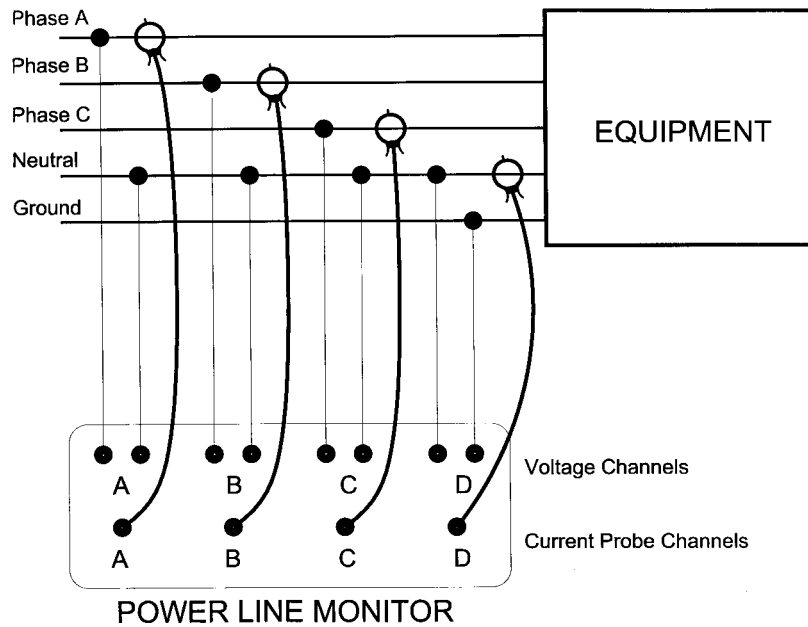 Phase A
Phase B
Phase C
Neutral
Ground
EQUIPMENT
A B C D
Voltage Channels
A B C D
Current Probe Channels
POWER LINE MONITOR